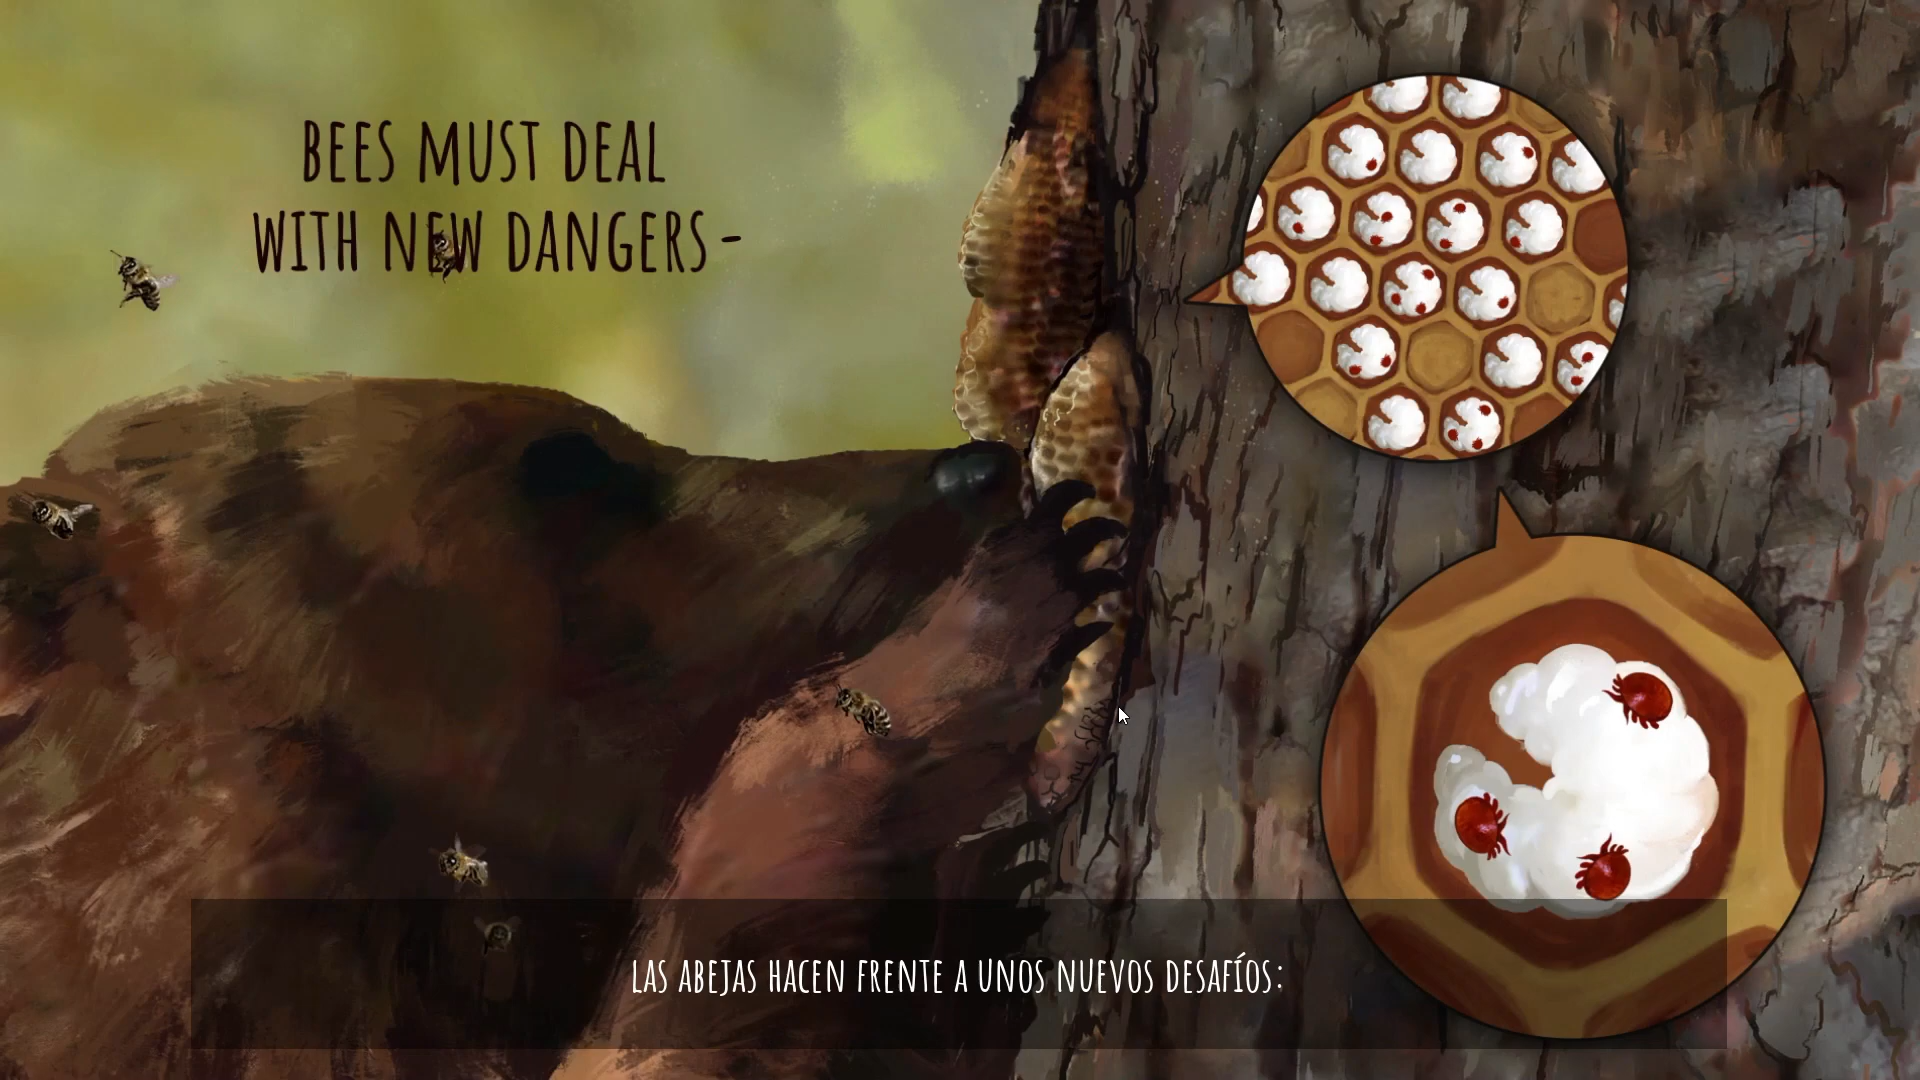 BEES MUST DEAL
WITH NEW DANGERS -
LAS ABEJAS HACEN FRENTE A UNOS NUEVOS DESAFÍOS: